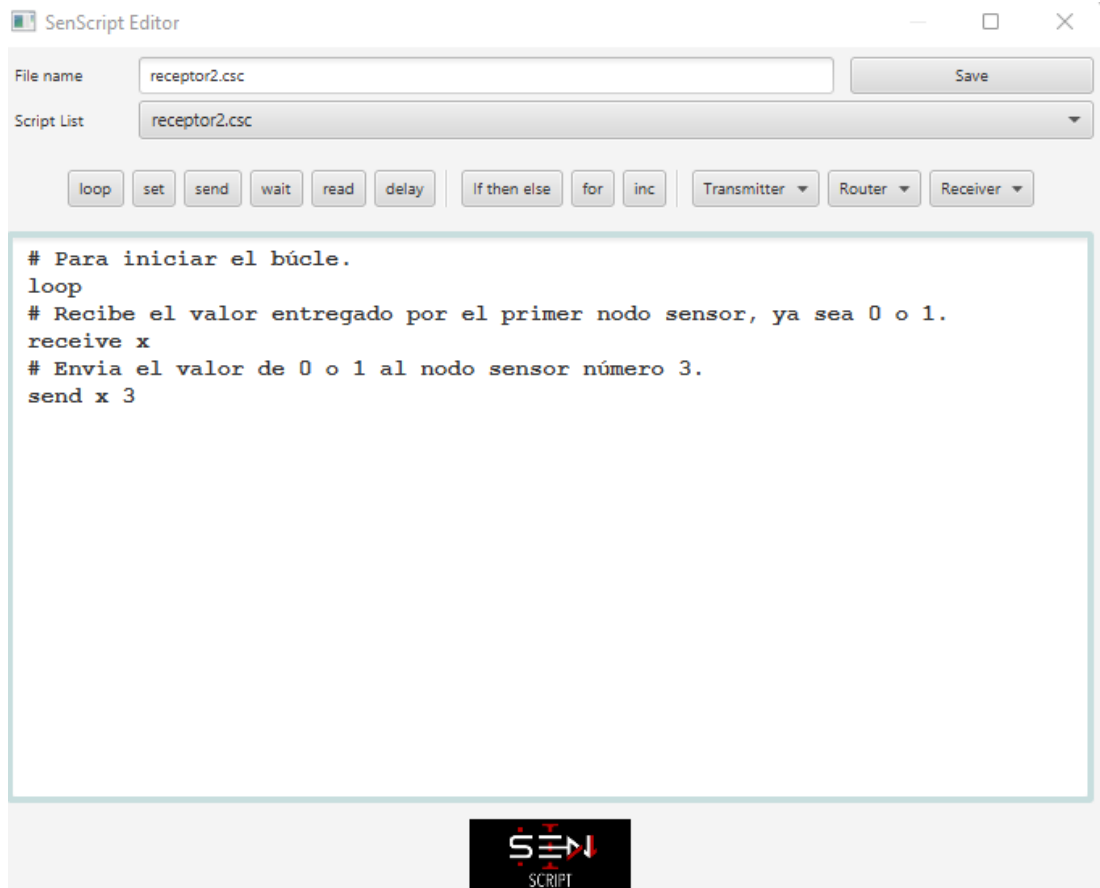 SenScript Editor
File name receptor2.csc Save
Script List receptor2.csc
loop set send wait read delay If then else for inc Transmitter Router Receiver
# Para iniciar el búcle.
loop
# Recibe el valor entregado por el primer nodo sensor, ya sea 0 o 1.
receive x
# Envia el valor de 0 o 1 al nodo sensor número 3.
send x 3
SEN
SCRIPT